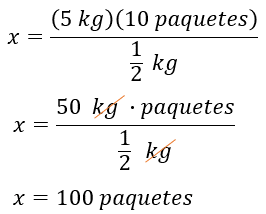 x = (5 kg)(10 paquetes) / 1/2 kg
x = 50 kg · paquetes / 1/2 kg
x = 100 paquetes